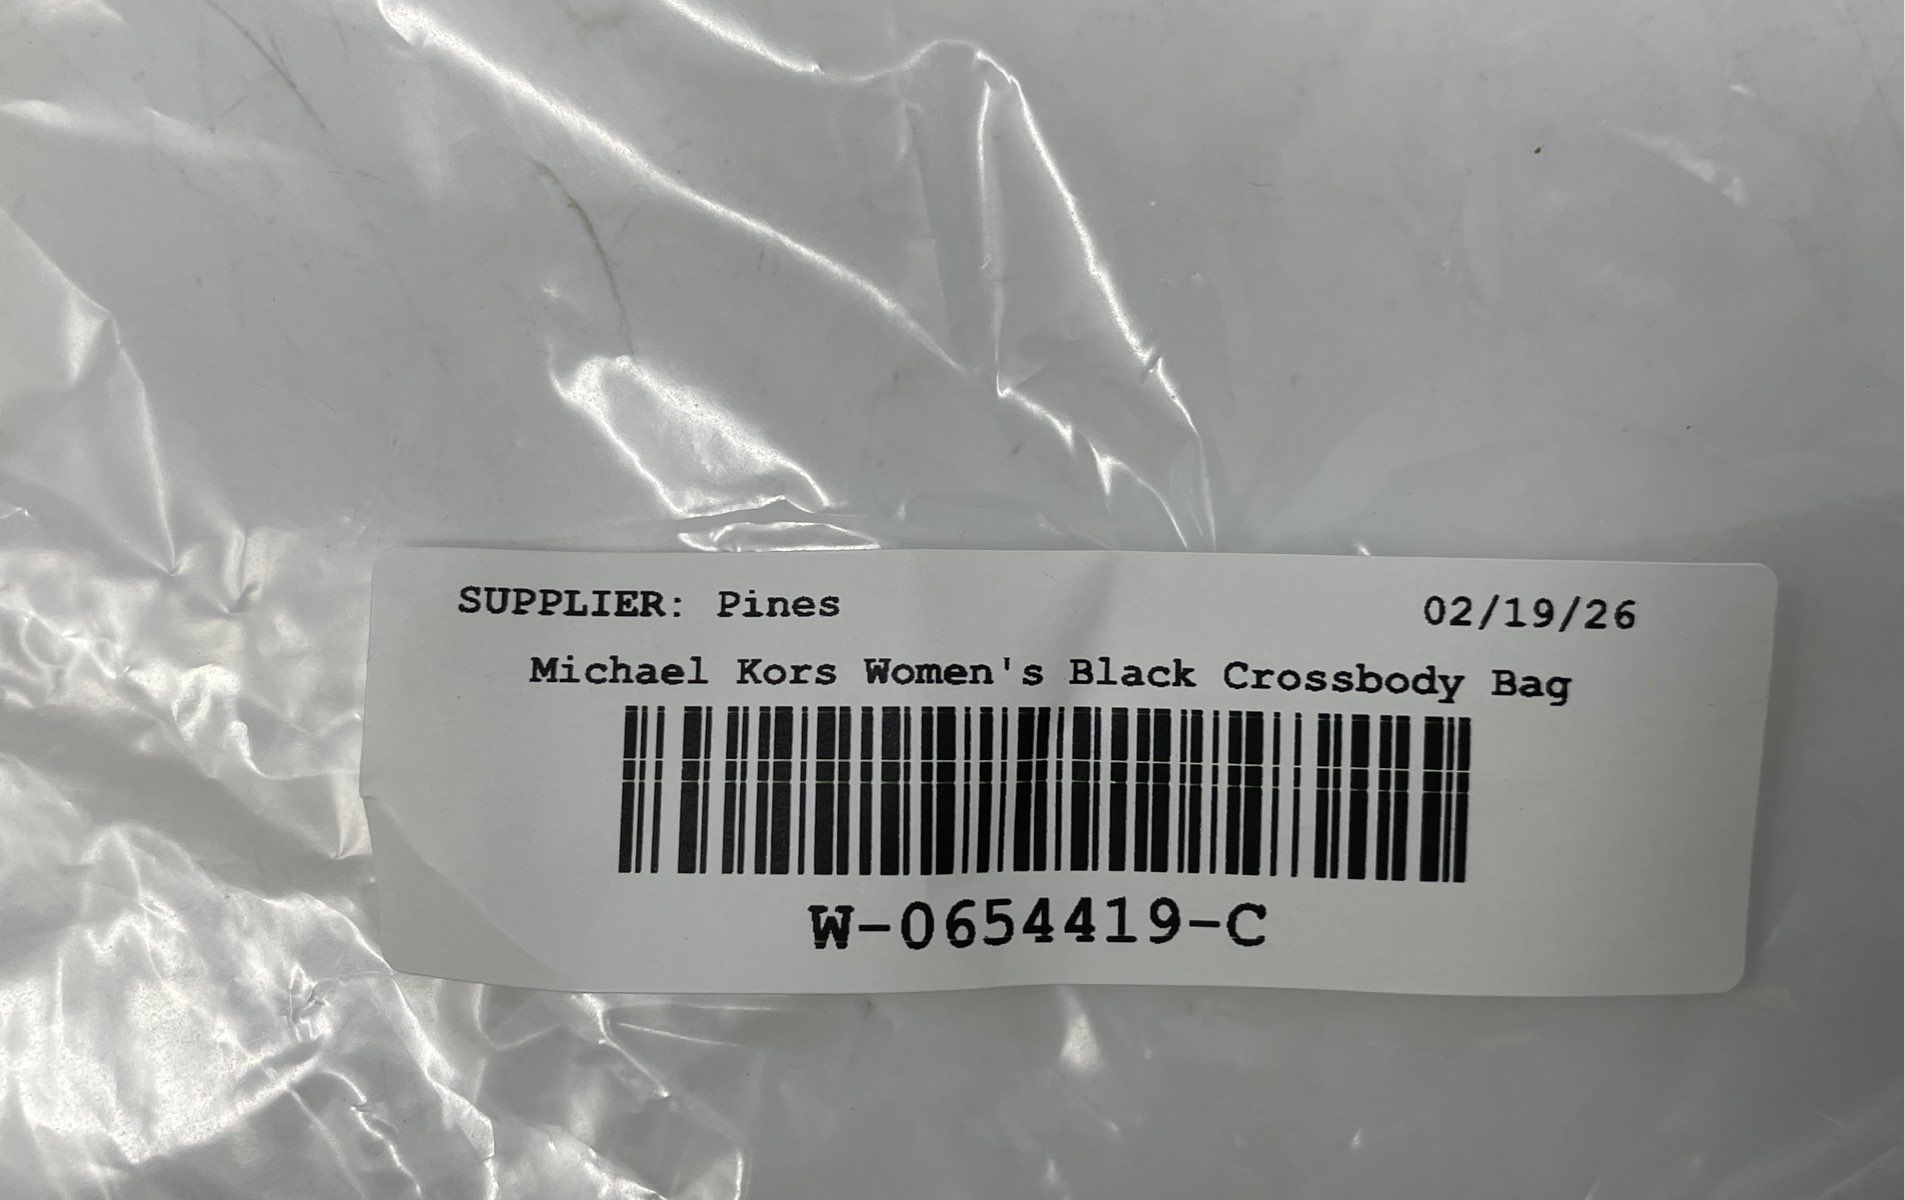 SUPPLIER: Pines 02/19/26
Michael Kors Women's Black Crossbody Bag
W-0654419-C